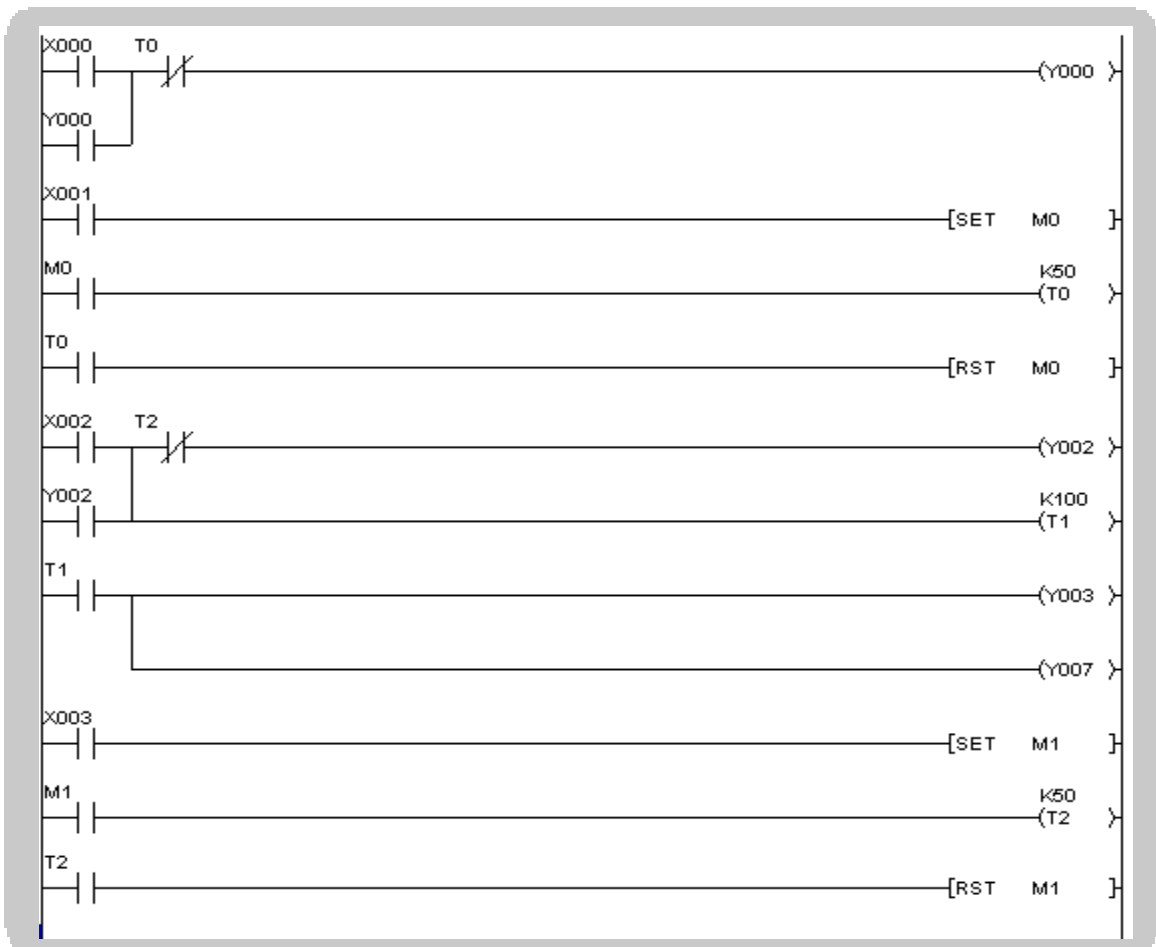 X000 T0
(Y000 )
Y000
X001
[SET M0 ]
M0 K50
(T0 )
T0
[RST M0 ]
X002 T2
(Y002 )
Y002 K100
(T1 )
T1
(Y003 )
(Y007 )
X003
[SET M1 ]
M1 K50
(T2 )
T2
[RST M1 ]